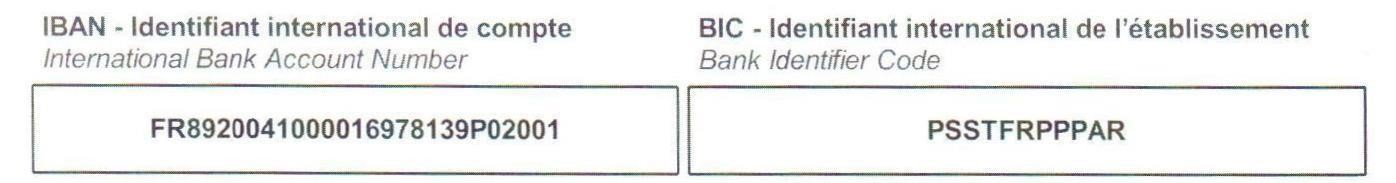 IBAN - Identifiant international de compte
International Bank Account Number
FR8920041000016978139P02001
BIC - Identifiant international de l'établissement
Bank Identifier Code
PSSTFRPPPAR